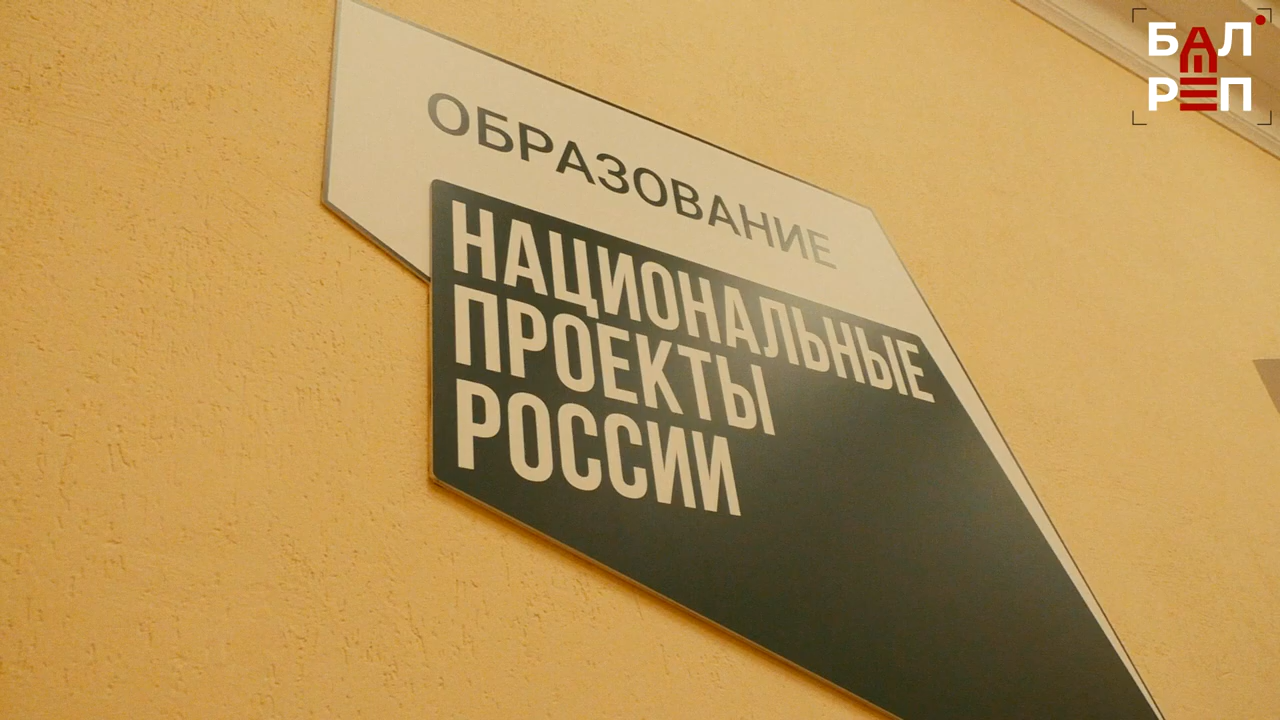 БАЛ
РЕП
ОБРАЗОВАНИЕ
НАЦИОНАЛЬНЫЕ
ПРОЕКТЫ
РОССИИ